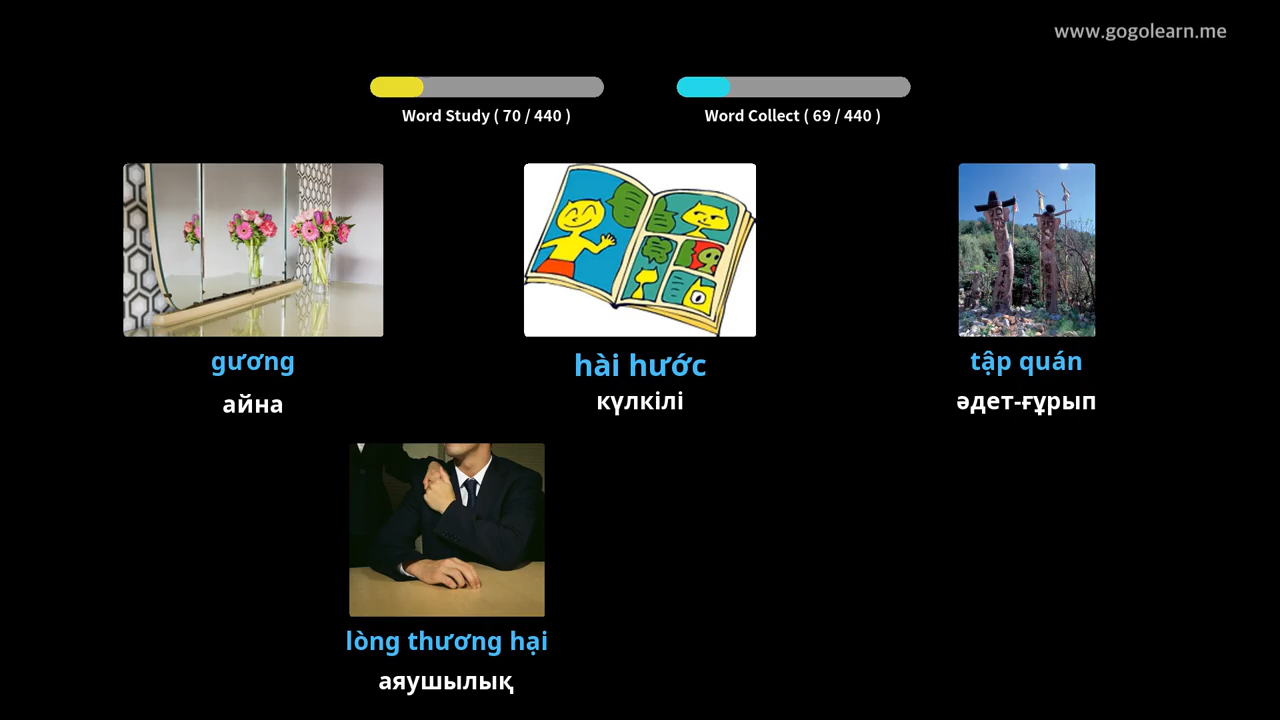 www.gogolearn.me
Word Study ( 70 / 440 )
Word Collect ( 69 / 440 )
gương
hài hước
tập quán
айна
күлкілі
әдет-ғұрып
lòng thương hại
аяушылық